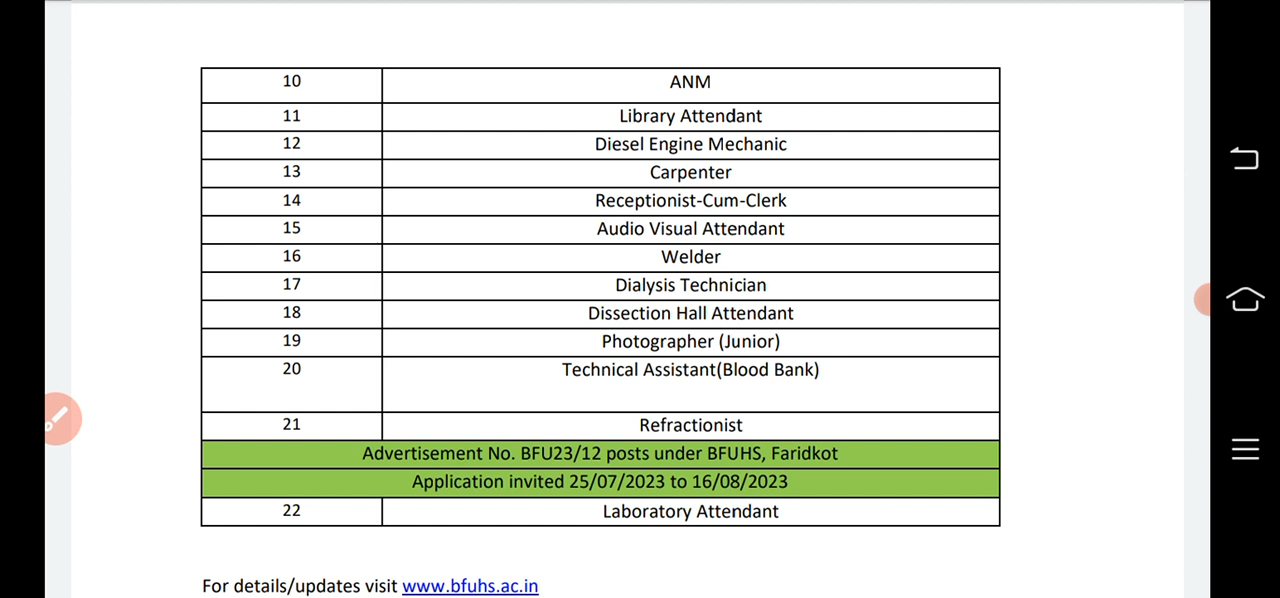 10 ANM
11 Library Attendant
12 Diesel Engine Mechanic
13 Carpenter
14 Receptionist-Cum-Clerk
15 Audio Visual Attendant
16 Welder
17 Dialysis Technician
18 Dissection Hall Attendant
19 Photographer (Junior)
20 Technical Assistant(Blood Bank)
21 Refractionist
Advertisement No. BFU23/12 posts under BFUHS, Faridkot
Application invited 25/07/2023 to 16/08/2023
22 Laboratory Attendant
For details/updates visit www.bfuhs.ac.in